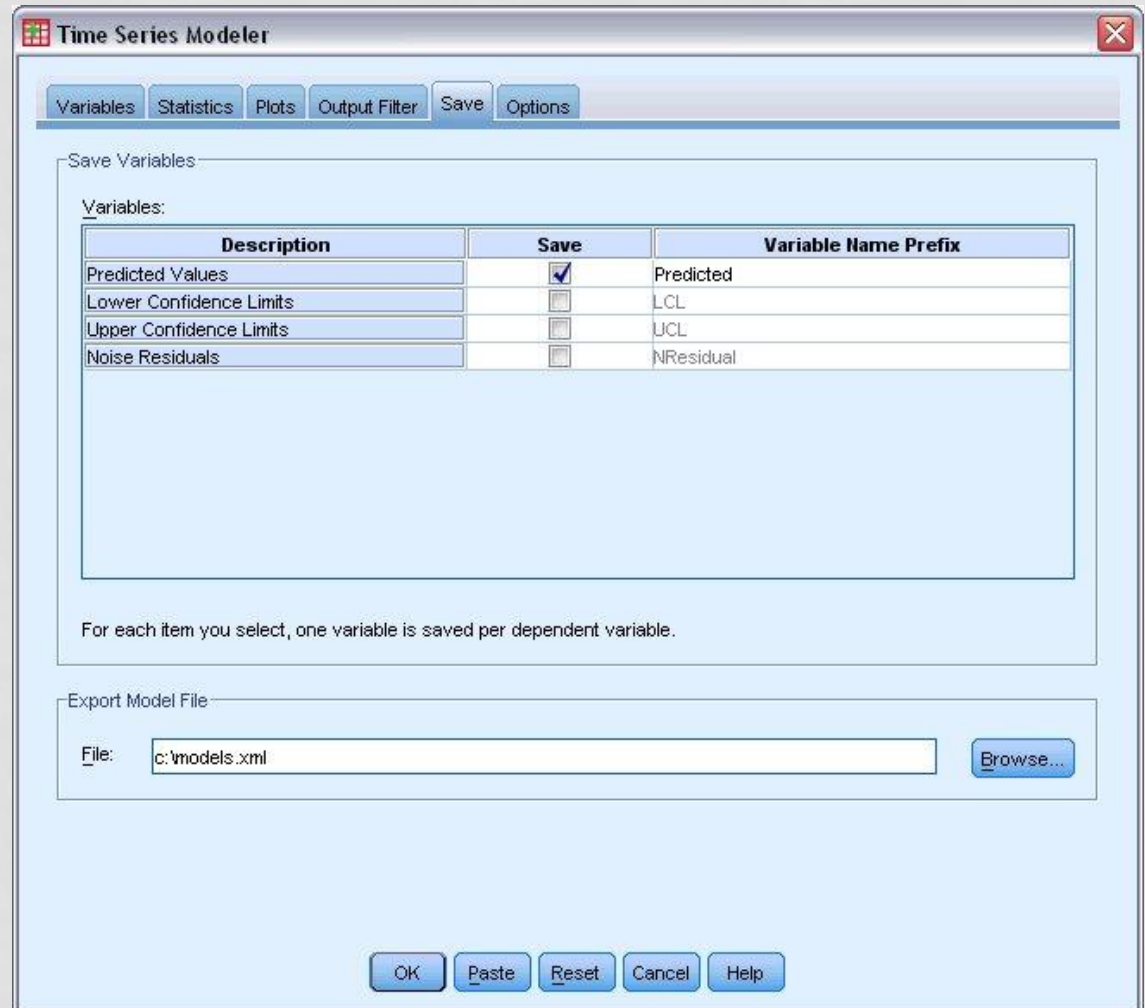 Time Series Modeler
Variables Statistics Plots Output Filter Save Options
Save Variables
Variables:
Description Save Variable Name Prefix
Predicted Values Predicted
Lower Confidence Limits LCL
Upper Confidence Limits UCL
Noise Residuals NResidual
For each item you select, one variable is saved per dependent variable.
Export Model File
File: c:\models.xml Browse...
OK Paste Reset Cancel Help